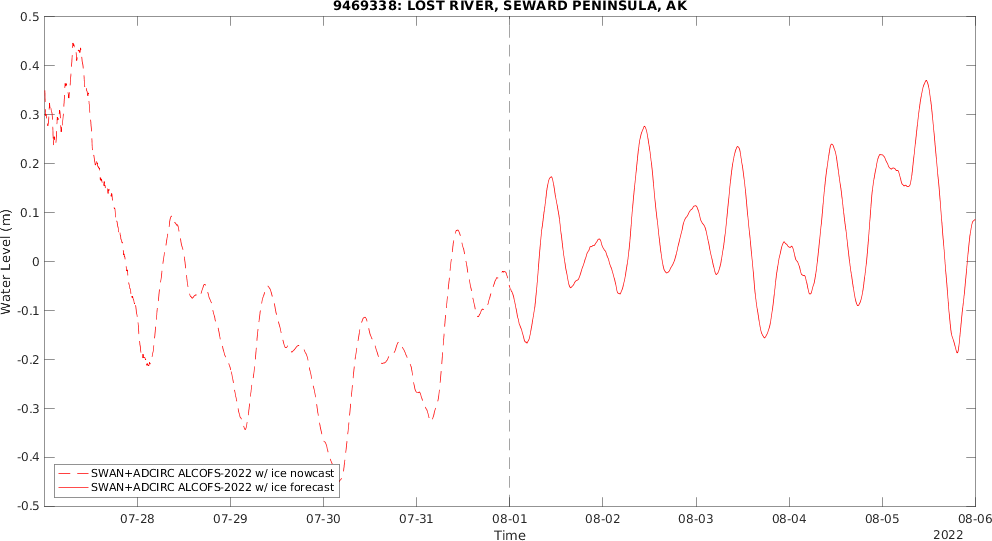 9469338: LOST RIVER, SEWARD PENINSULA, AK
0.5
0.4
0.3
0.2
0.1
0
-0.1
-0.2
-0.3
-0.4
-0.5
Water Level (m)
SWAN+ADCIRC ALCOFS-2022 w/ ice nowcast
SWAN+ADCIRC ALCOFS-2022 w/ ice forecast
07-28 07-29 07-30 07-31 08-01 08-02 08-03 08-04 08-05 08-06
Time
2022